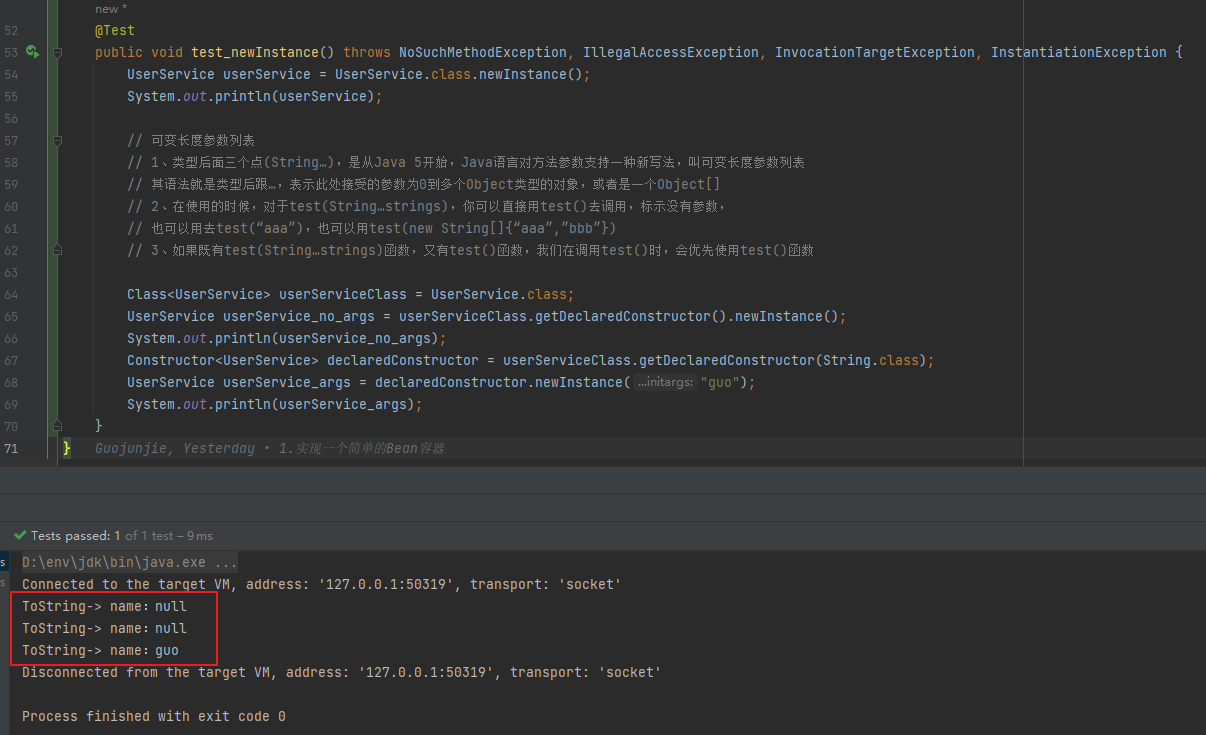 new *
52 @Test
53 public void test_newInstance() throws NoSuchMethodException, IllegalAccessException, InvocationTargetException, InstantiationException {
54 UserService userService = UserService.class.newInstance();
55 System.out.println(userService);
56
57 // 可变长度参数列表
58 // 1、类型后面三个点(String…)，是从Java 5开始，Java语言对方法参数支持一种新写法，叫可变长度参数列表
59 // 其语法就是类型后跟…，表示此处接受的参数为0到多个Object类型的对象，或者是一个Object[]
60 // 2、在使用的时候，对于test(String…strings)，你可以直接用test()去调用，标示没有参数，
61 // 也可以用去test(“aaa”)，也可以用test(new String[]{“aaa”,”bbb”})
62 // 3、如果既有test(String…strings)函数，又有test()函数，我们在调用test()时，会优先使用test()函数
63
64 Class<UserService> userServiceClass = UserService.class;
65 UserService userService_no_args = userServiceClass.getDeclaredConstructor().newInstance();
66 System.out.println(userService_no_args);
67 Constructor<UserService> declaredConstructor = userServiceClass.getDeclaredConstructor(String.class);
68 UserService userService_args = declaredConstructor.newInstance( …initargs: "guo");
69 System.out.println(userService_args);
70 }
71 } Guojunjie, Yesterday • 1.实现一个简单的Bean容器
Tests passed: 1 of 1 test – 9 ms
s D:\env\jdk\bin\java.exe ...
s Connected to the target VM, address: '127.0.0.1:50319', transport: 'socket'
ToString-> name：null
ToString-> name：null
ToString-> name：guo
Disconnected from the target VM, address: '127.0.0.1:50319', transport: 'socket'
Process finished with exit code 0